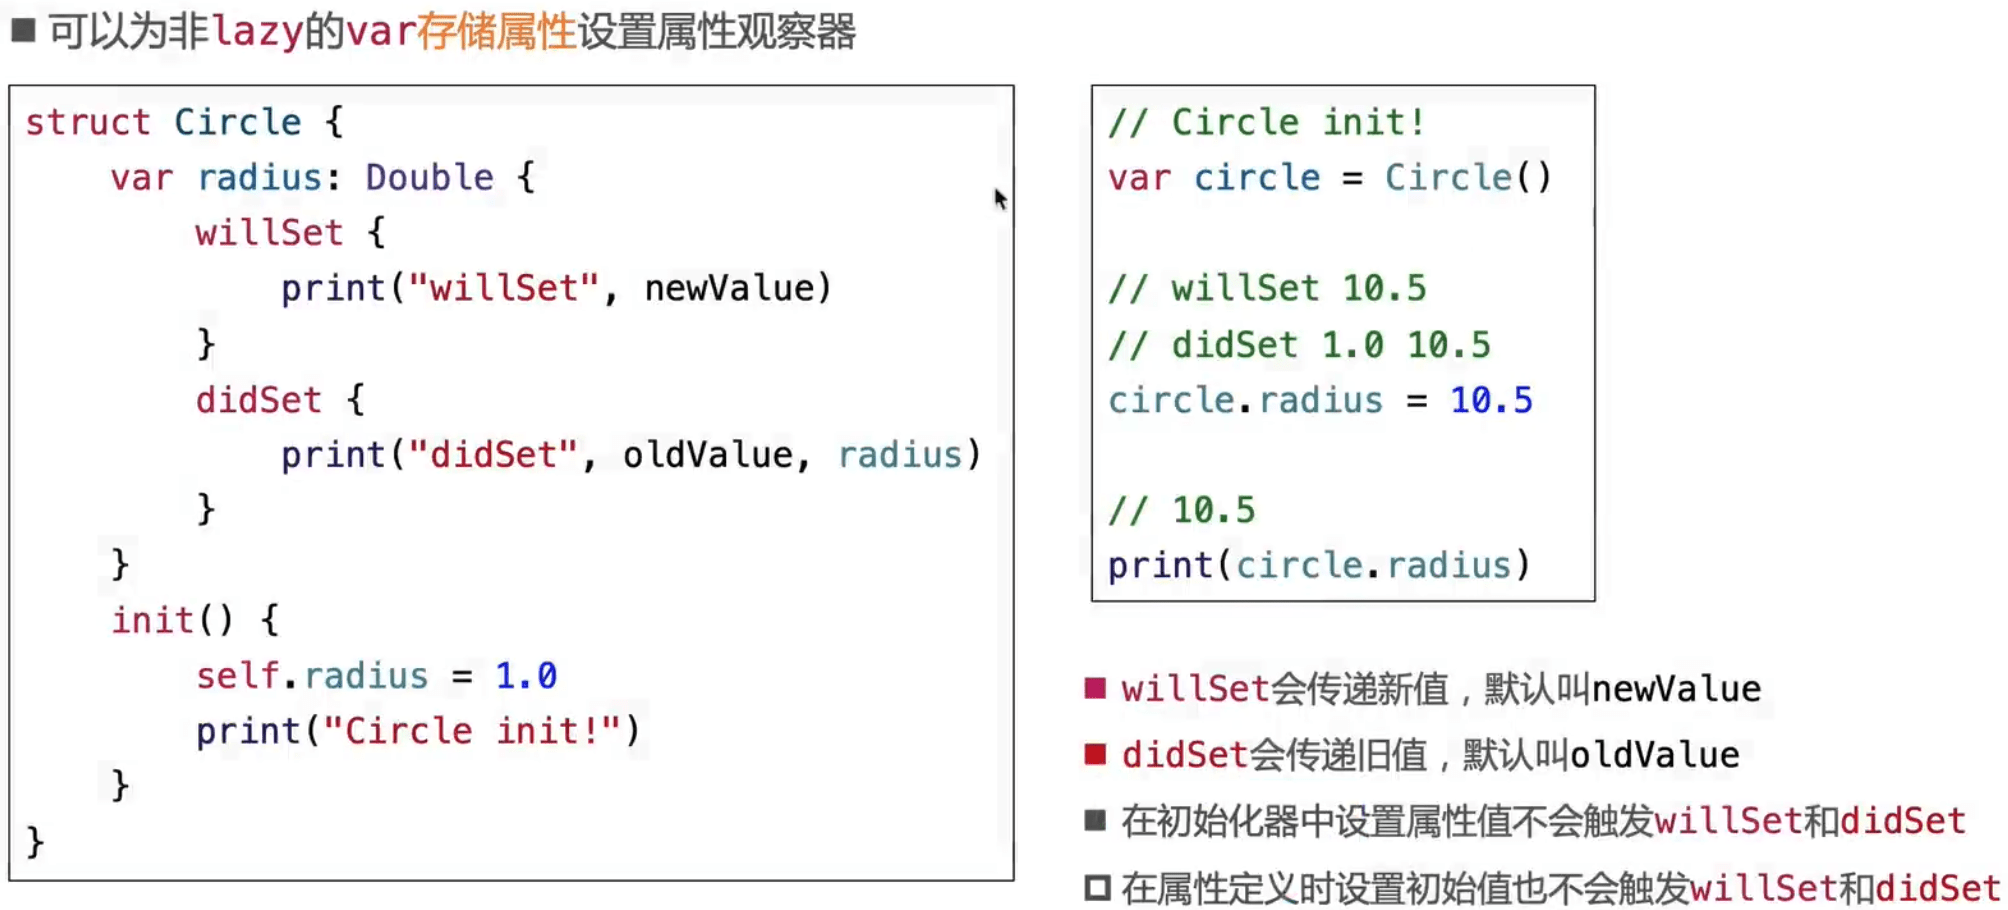 可以为非lazy的var存储属性设置属性观察器
struct Circle {
    var radius: Double {
        willSet {
            print("willSet", newValue)
        }
        didSet {
            print("didSet", oldValue, radius)
        }
    }
    init() {
        self.radius = 1.0
        print("Circle init!")
    }
}
// Circle init!
var circle = Circle()
// willSet 10.5
// didSet 1.0 10.5
circle.radius = 10.5
// 10.5
print(circle.radius)
willSet会传递新值，默认叫newValue
didSet会传递旧值，默认叫oldValue
在初始化器中设置属性值不会触发willSet和didSet
在属性定义时设置初始值也不会触发willSet和didSet